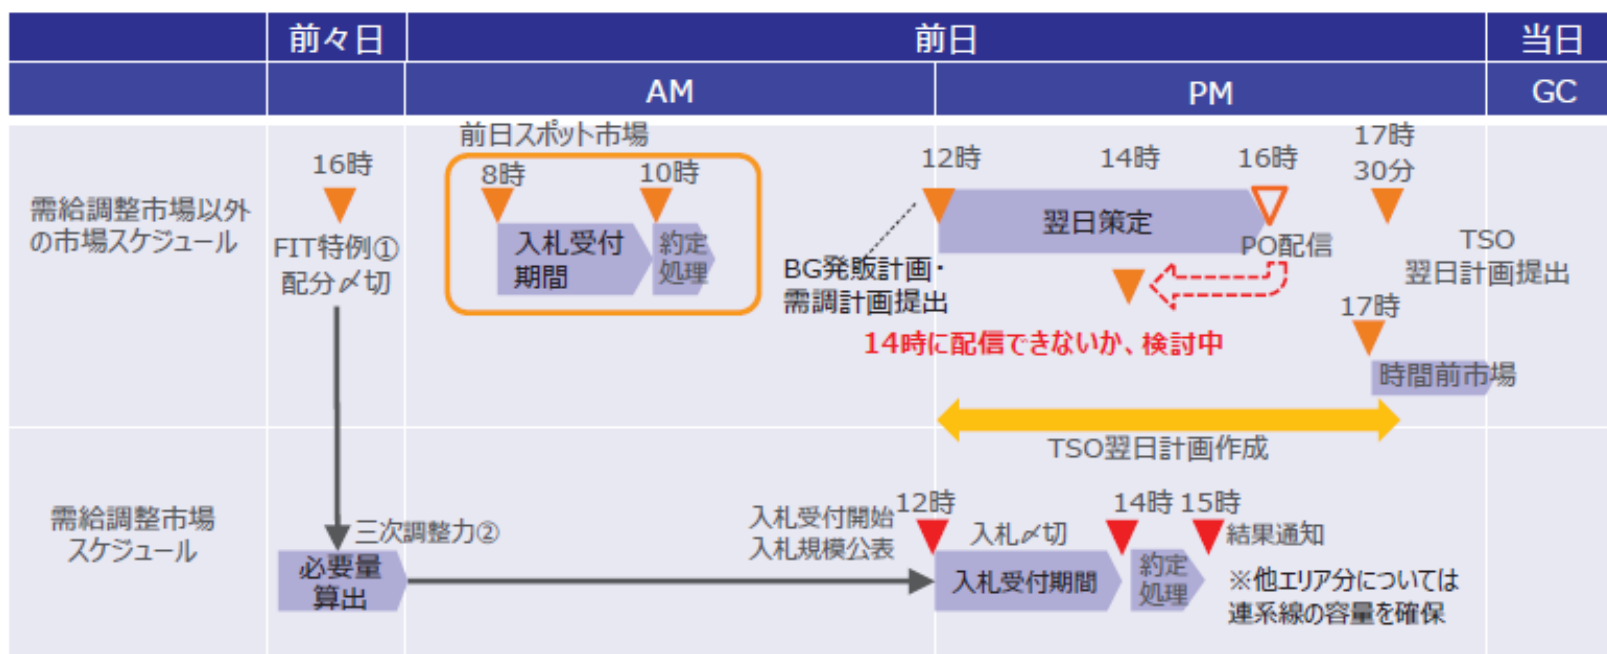 前々日
前日
当日
AM
PM
GC
需給調整市場以外
の市場スケジュール
16時
FIT特例①
配分〆切
前日スポット市場
8時
10時
入札受付
期間
約定
処理
12時
14時
16時
17時
30分
翌日策定
BG発販計画・
需調計画提出
PO配信
TSO
翌日計画提出
14時に配信できないか、検討中
17時
時間前市場
TSO翌日計画作成
需給調整市場
スケジュール
三次調整力②
必要量
算出
入札受付開始
入札規模公表
12時
入札〆切
14時
15時
結果通知
入札受付期間
約定
処理
※他エリア分については
連系線の容量を確保